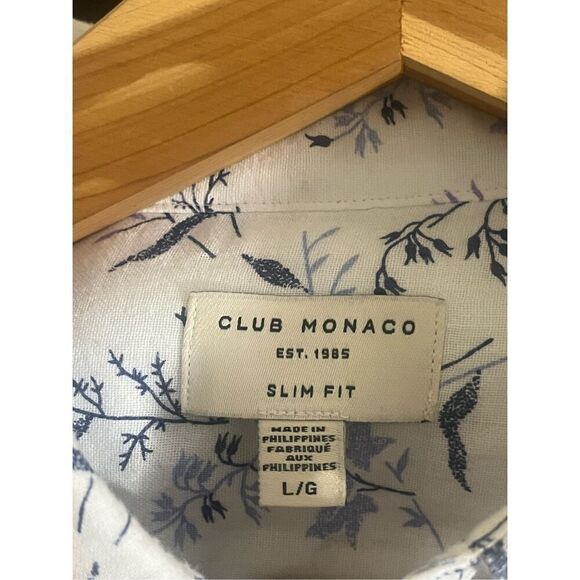 CLUB MONACO
EST. 1985
SLIM FIT
MADE IN
PHILIPPINES
FABRIQUÉ
AUX
PHILIPPINES
L/G